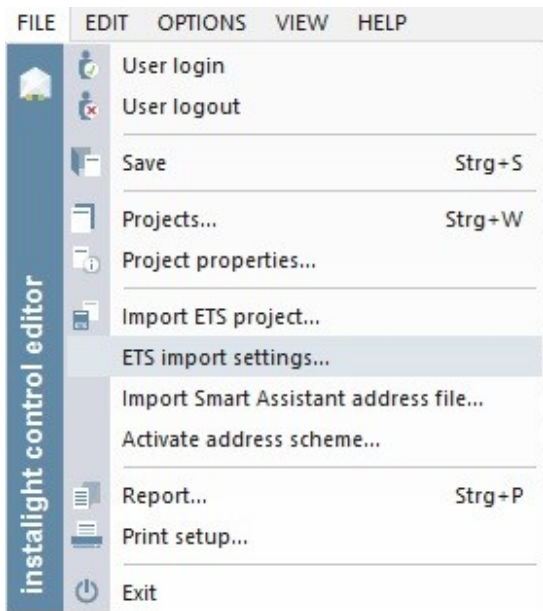 FILE EDIT OPTIONS VIEW HELP
User login
User logout
Save Strg+S
Projects... Strg+W
Project properties...
Import ETS project...
ETS import settings...
Import Smart Assistant address file...
Activate address scheme...
Report... Strg+P
Print setup...
Exit
instalight control editor